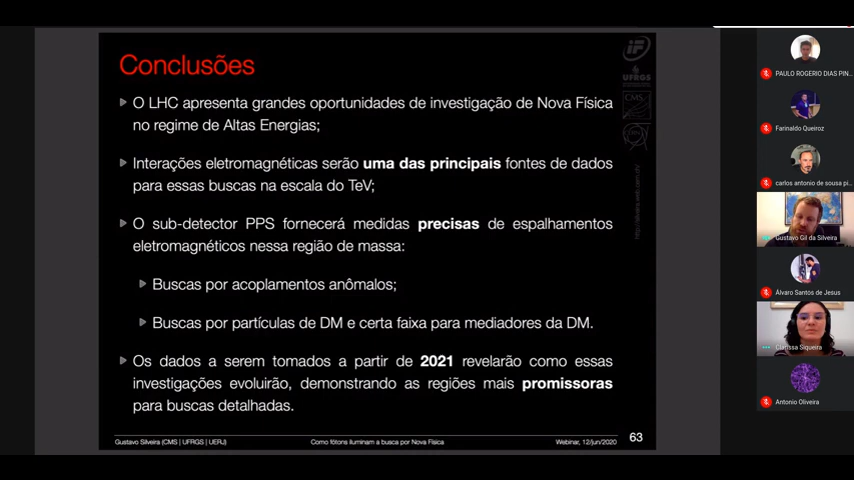 Conclusões
O LHC apresenta grandes oportunidades de investigação de Nova Física
no regime de Altas Energias;
Interações eletromagnéticas serão uma das principais fontes de dados
para essas buscas na escala do TeV;
O sub-detector PPS fornecerá medidas precisas de espalhamentos
eletromagnéticos nessa região de massa:
Buscas por acoplamentos anômalos;
Buscas por partículas de DM e certa faixa para mediadores da DM.
Os dados a serem tomados a partir de 2021 revelarão como essas
investigações evoluirão, demonstrando as regiões mais promissoras
para buscas detalhadas.
Gustavo Silveira (CMS | UFRGS | UERJ)
Como fótons iluminam a busca por Nova Física
Webinar, 12/jun/2020
63
iF
UFRGS
CMS
PAULO ROGERIO DIAS PIN...
Farinaldo Queiroz
carlos antonio de sousa pi...
Gustavo Gil da Silveira
Álvaro Santos de Jesus
Clarissa Siqueira
Antonio Oliveira